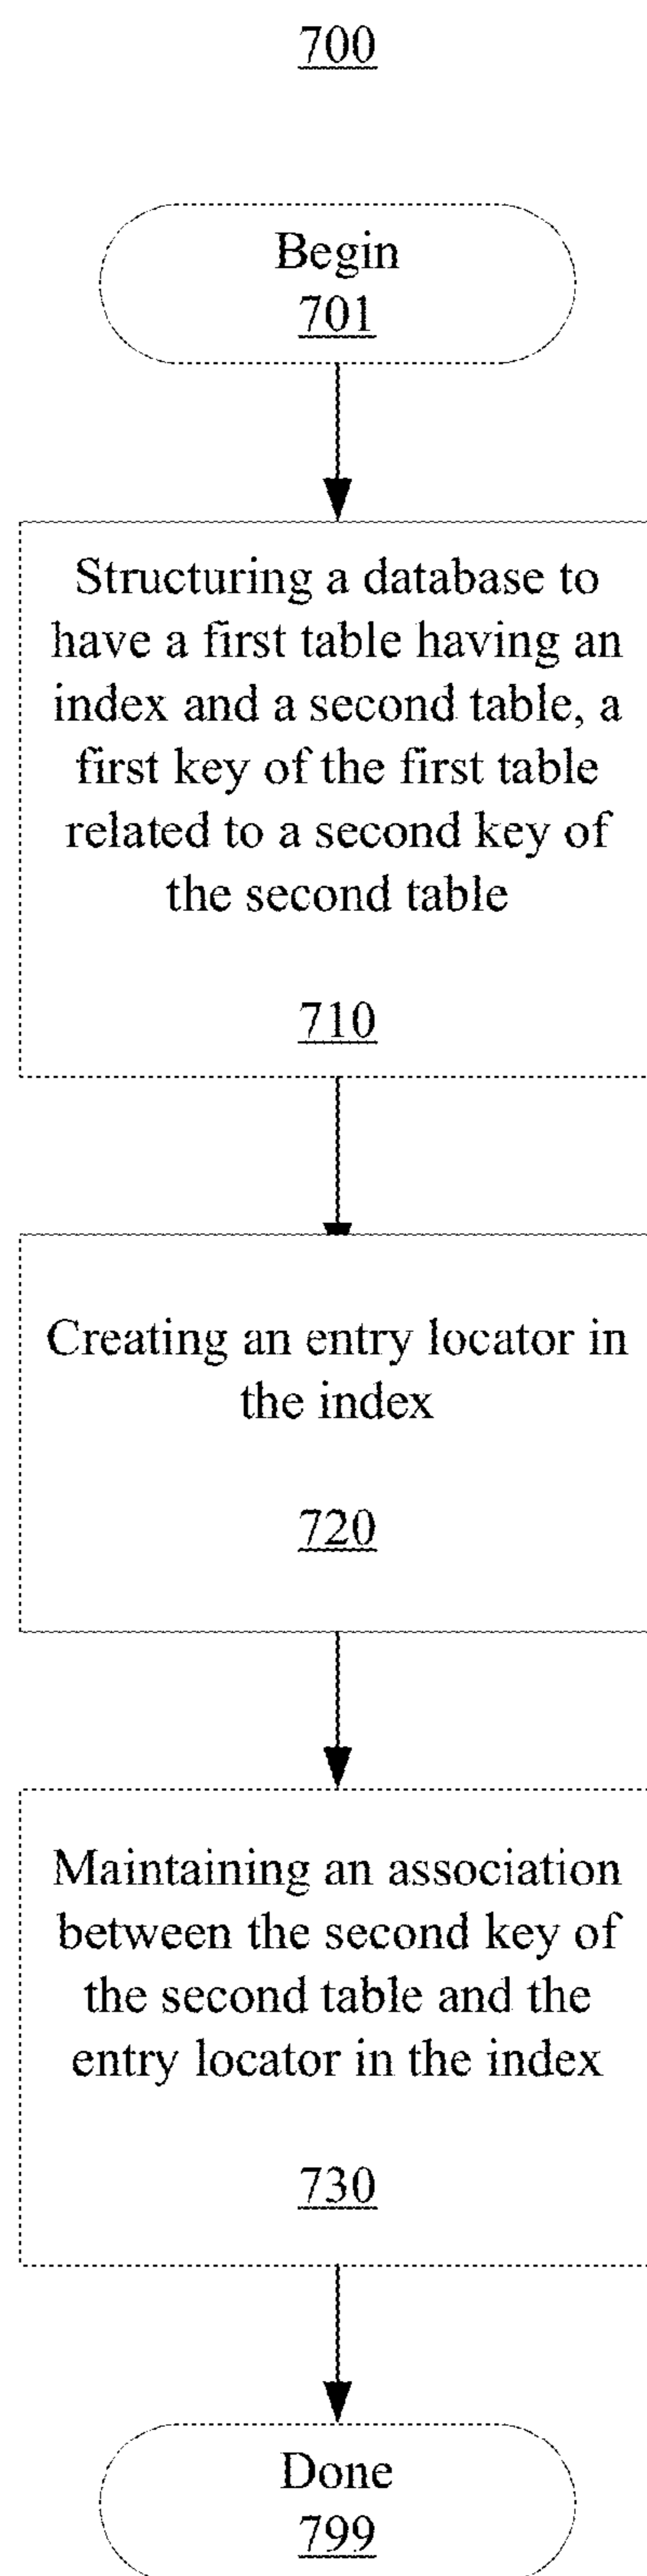 700
Begin
701
Structuring a database to
have a first table having an
index and a second table, a
first key of the first table
related to a second key of
the second table
710
Creating an entry locator in
the index
720
Maintaining an association
between the second key of
the second table and the
entry locator in the index
730
Done
799